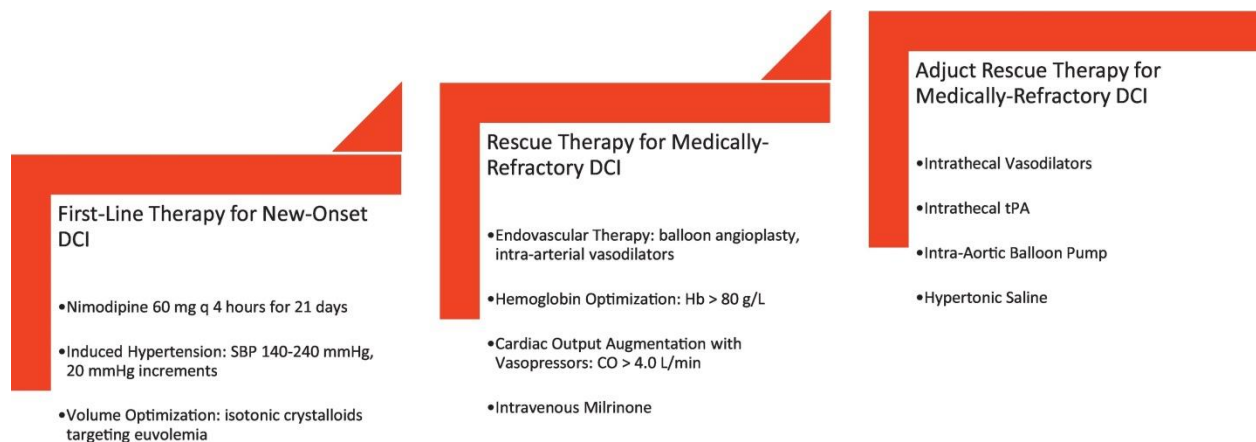 First-Line Therapy for New-Onset
DCI
•Nimodipine 60 mg q 4 hours for 21 days
•Induced Hypertension: SBP 140-240 mmHg,
20 mmHg increments
•Volume Optimization: isotonic crystalloids
targeting euvolemia
Rescue Therapy for Medically-
Refractory DCI
•Endovascular Therapy: balloon angioplasty,
intra-arterial vasodilators
•Hemoglobin Optimization: Hb > 80 g/L
•Cardiac Output Augmentation with
Vasopressors: CO > 4.0 L/min
•Intravenous Milrinone
Adjuct Rescue Therapy for
Medically-Refractory DCI
•Intrathecal Vasodilators
•Intrathecal tPA
•Intra-Aortic Balloon Pump
•Hypertonic Saline